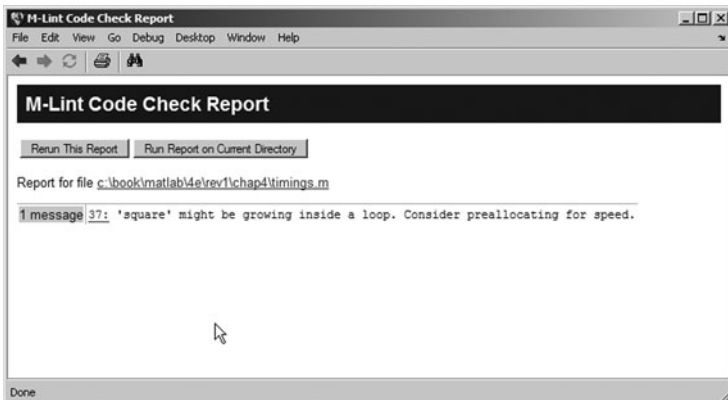 M-Lint Code Check Report
File Edit View Go Debug Desktop Window Help
M-Lint Code Check Report
Rerun This Report Run Report on Current Directory
Report for file c:\book\matlab\4e\rev1\chap4\timings.m
1 message 37: 'square' might be growing inside a loop. Consider preallocating for speed.
Done